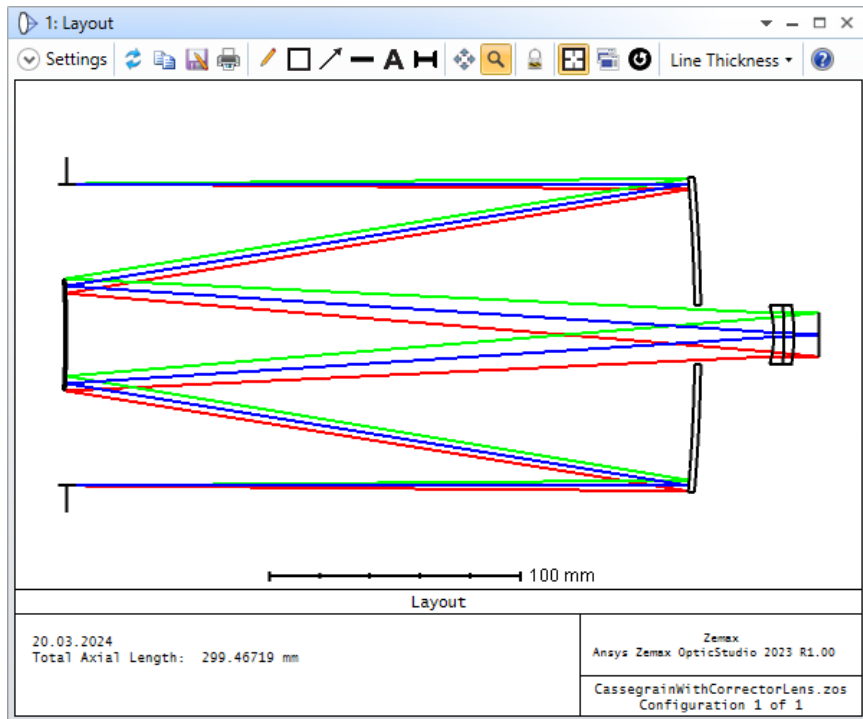 1: Layout
Settings
Line Thickness
100 mm
Layout
20.03.2024
Total Axial Length:  299.46719 mm
Zemax
Ansys Zemax OpticStudio 2023 R1.00
CassegrainWithCorrectorLens.zos
Configuration 1 of 1